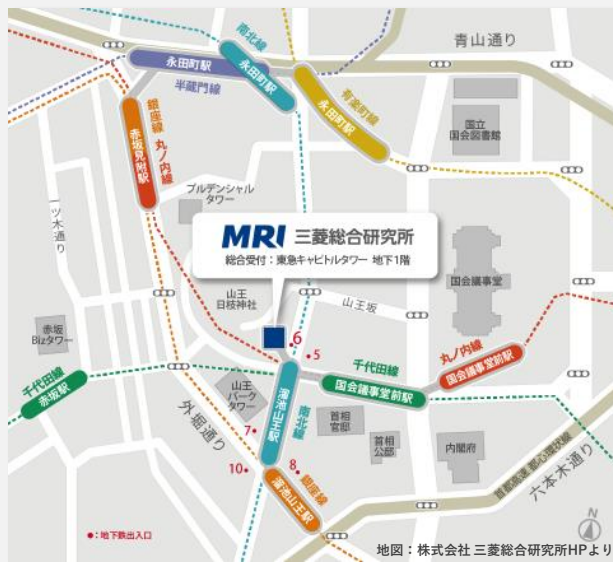 青山通り
南北線
永田町駅
永田町駅
半蔵門線
有楽町線
永田町駅
銀座線 丸ノ内線
赤坂見附駅
国立
国会図書館
プルデンシャル
タワー
一ツ木通り
MRI 三菱総合研究所
総合受付：東急キャピトルタワー 地下1階
山王
日枝神社
山王坂
国会議事堂
赤坂
Bizタワー
6
5
千代田線
丸ノ内線
国会議事堂前駅
国会議事堂前駅
千代田線
赤坂駅
山王
パーク
タワー
外堀通り
溜池山王駅
南北線
首相
官邸
首相
公邸
内閣府
7
10
8
銀座線
溜池山王駅
首都高速都心環状線
六本木通り
●：地下鉄出入口
N
地図：株式会社 三菱総合研究所HPより